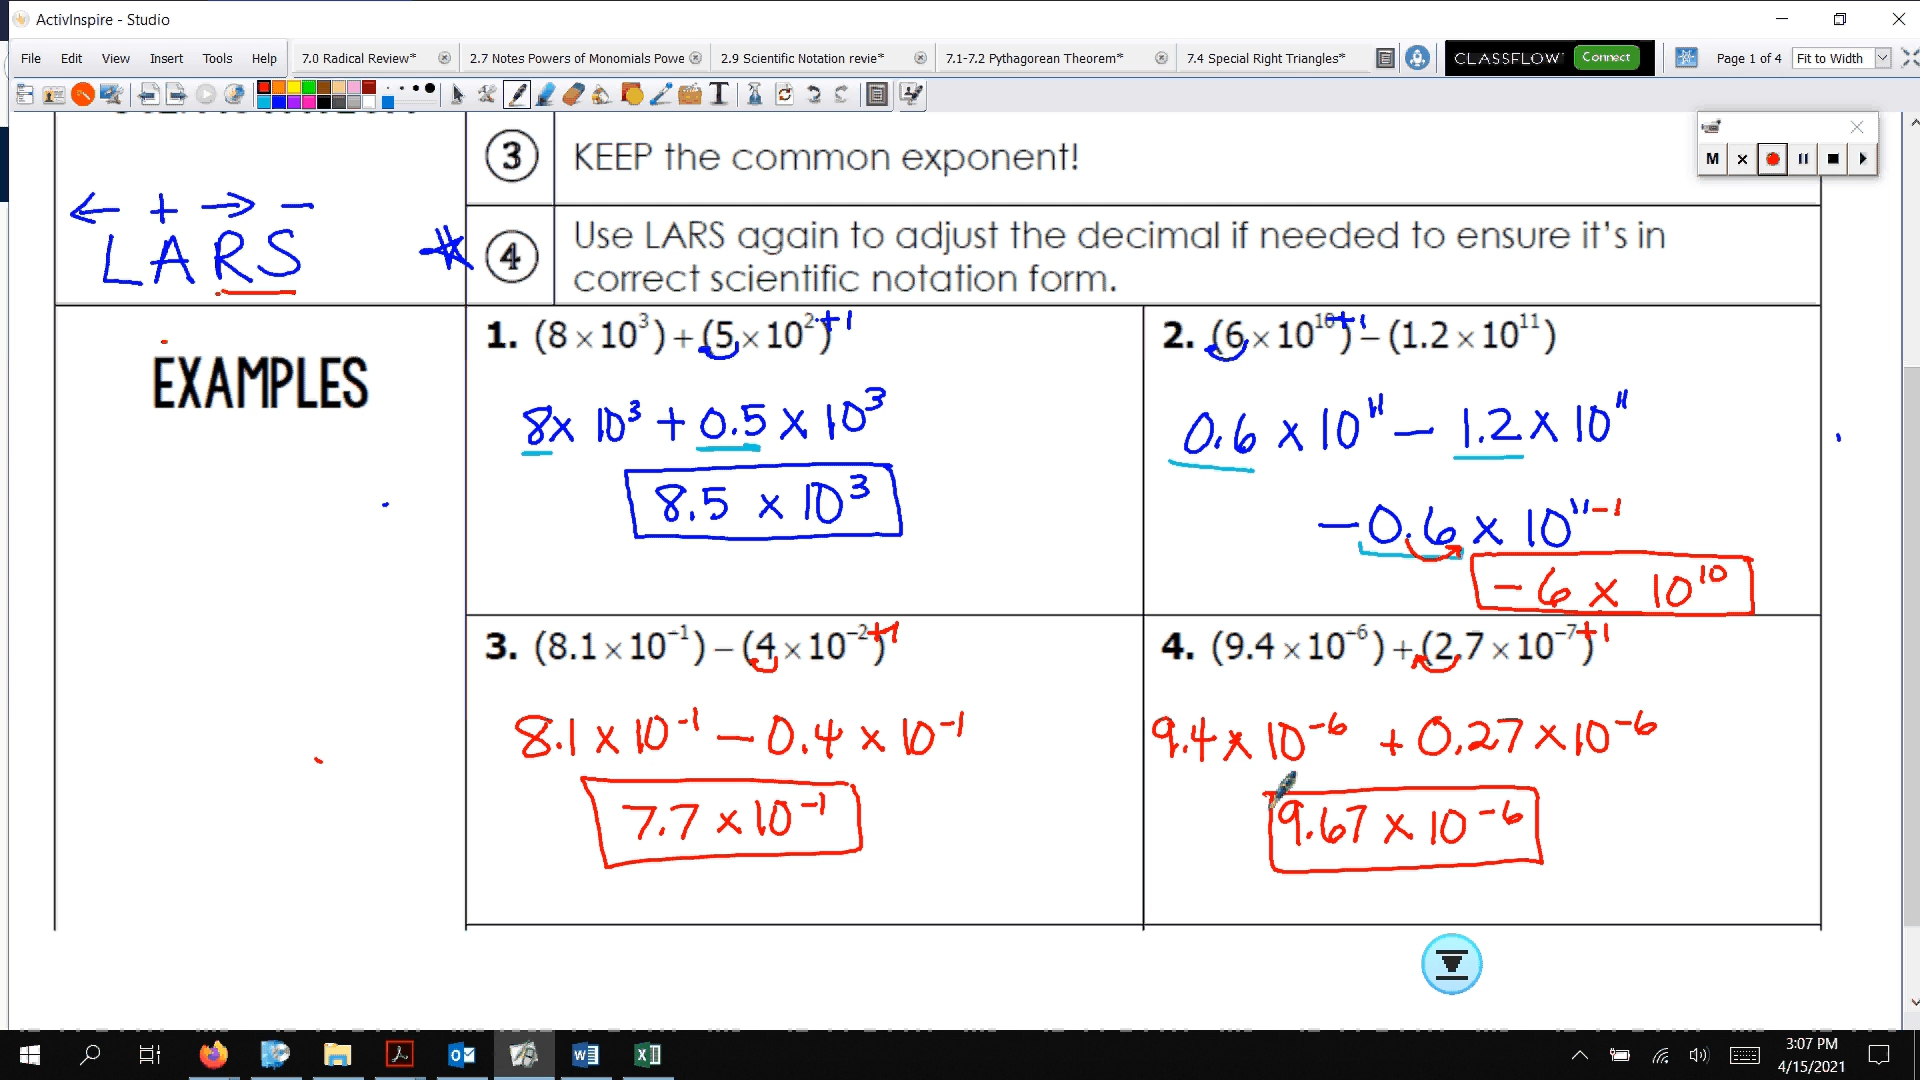 ActivInspire - Studio
File Edit View Insert Tools Help
7.0 Radical Review* 2.7 Notes Powers of Monomials Powe 2.9 Scientific Notation revie* 7.1-7.2 Pythagorean Theorem* 7.4 Special Right Triangles*
CLASSFLOW Connect
Page 1 of 4 Fit to Width
M
③ KEEP the common exponent!
← + → −
LARS
④ Use LARS again to adjust the decimal if needed to ensure it's in
correct scientific notation form.
EXAMPLES
1. (8 × 10³) + (5 × 10²) +1
8 × 10³ + 0.5 × 10³
8.5 × 10³
2. (6 × 10¹⁰) +1 − (1.2 × 10¹¹)
0.6 × 10¹¹ − 1.2 × 10¹¹
−0.6 × 10¹¹ −1
−6 × 10¹⁰
3. (8.1 × 10⁻¹) − (4 × 10⁻²) +1
8.1 × 10⁻¹ − 0.4 × 10⁻¹
7.7 × 10⁻¹
4. (9.4 × 10⁻⁶) + (2.7 × 10⁻⁷) +1
9.4 × 10⁻⁶ + 0.27 × 10⁻⁶
9.67 × 10⁻⁶
3:07 PM
4/15/2021